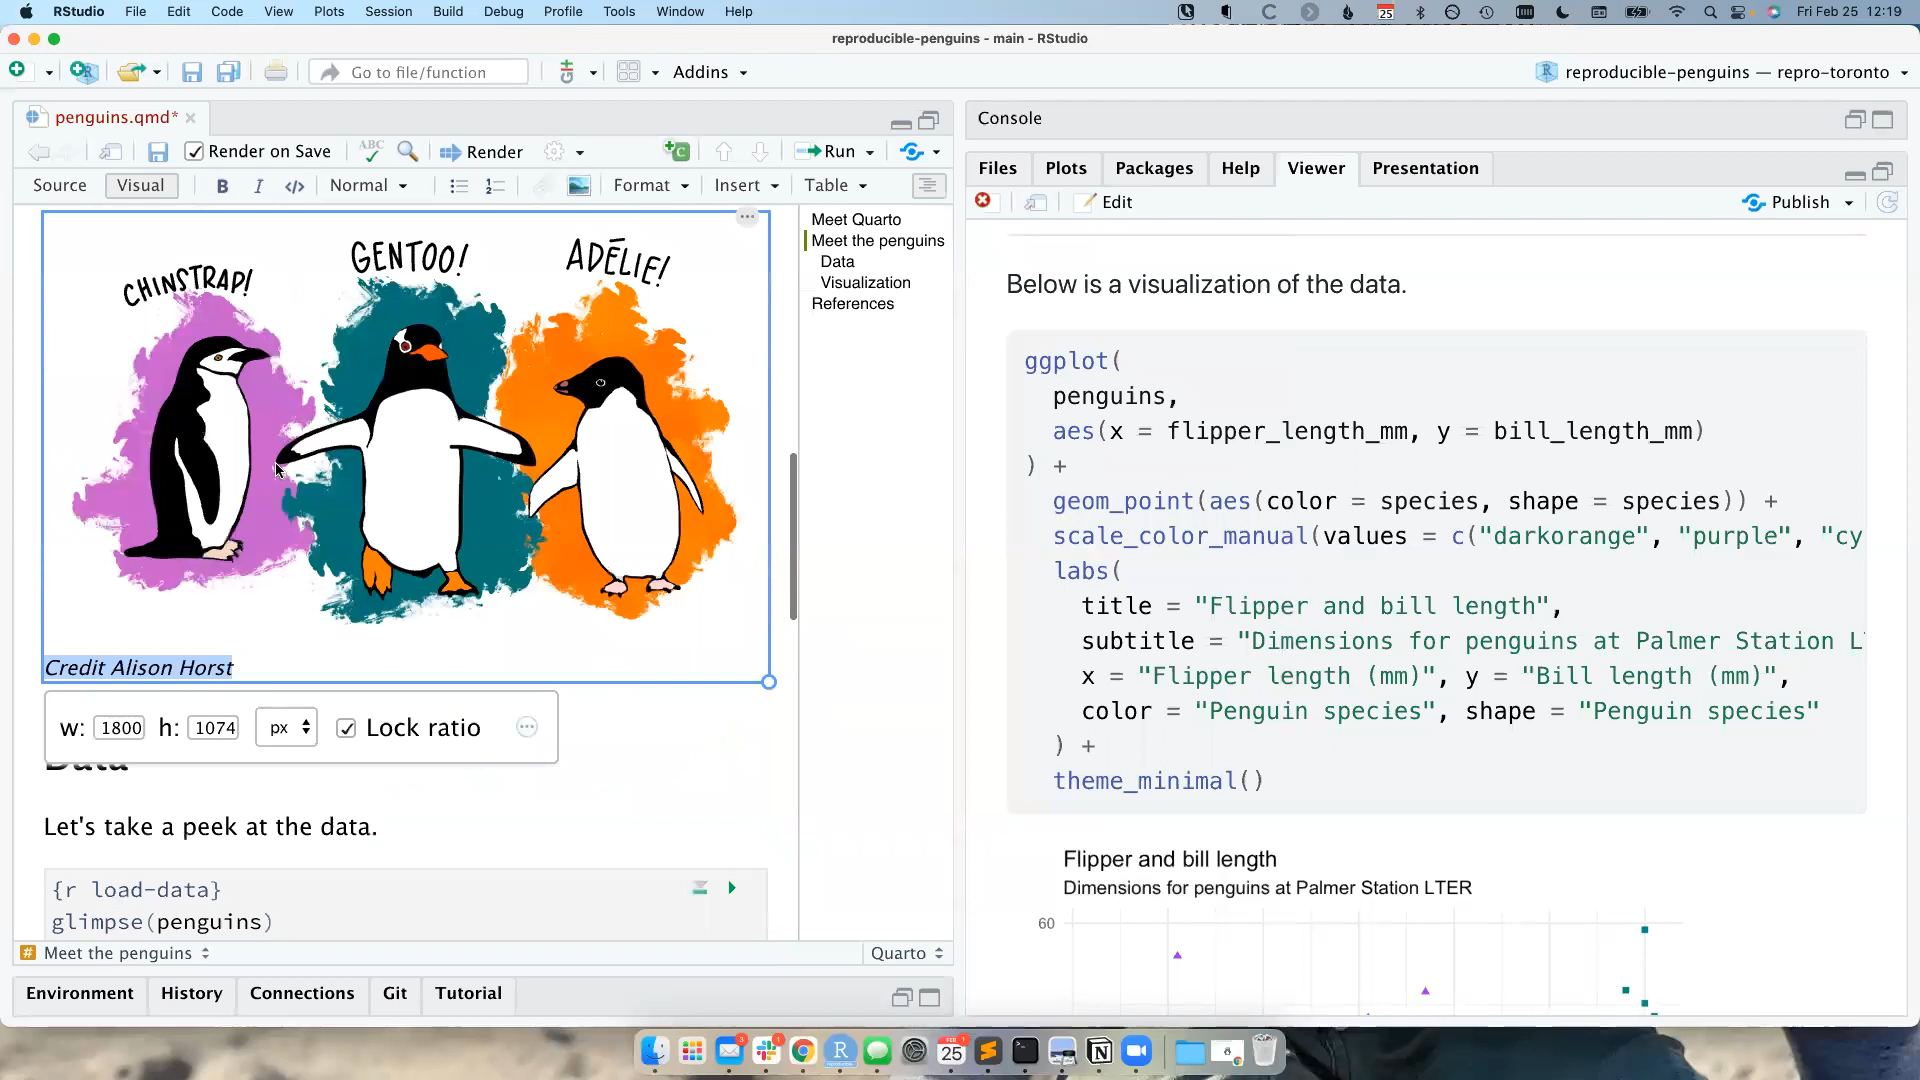 RStudio File Edit Code View Plots Session Build Debug Profile Tools Window Help 25 Fri Feb 25 12:19
reproducible-penguins - main - RStudio
Go to file/function Addins reproducible-penguins — repro-toronto
penguins.qmd*
Render on Save ABC Render Run
Source Visual B I </> Normal Format Insert Table
CHINSTRAP!
GENTOO!
ADÉLIE!
Credit Alison Horst
w: 1800 h: 1074 px Lock ratio
Data
Let's take a peek at the data.
{r load-data}
glimpse(penguins)
# Meet the penguins Quarto
Meet Quarto
Meet the penguins
Data
Visualization
References
Environment History Connections Git Tutorial
Console
Files Plots Packages Help Viewer Presentation
Edit Publish
Below is a visualization of the data.
ggplot(
penguins,
aes(x = flipper_length_mm, y = bill_length_mm)
) +
geom_point(aes(color = species, shape = species)) +
scale_color_manual(values = c("darkorange", "purple", "cy
labs(
title = "Flipper and bill length",
subtitle = "Dimensions for penguins at Palmer Station LT
x = "Flipper length (mm)", y = "Bill length (mm)",
color = "Penguin species", shape = "Penguin species"
) +
theme_minimal()
Flipper and bill length
Dimensions for penguins at Palmer Station LTER
60
25